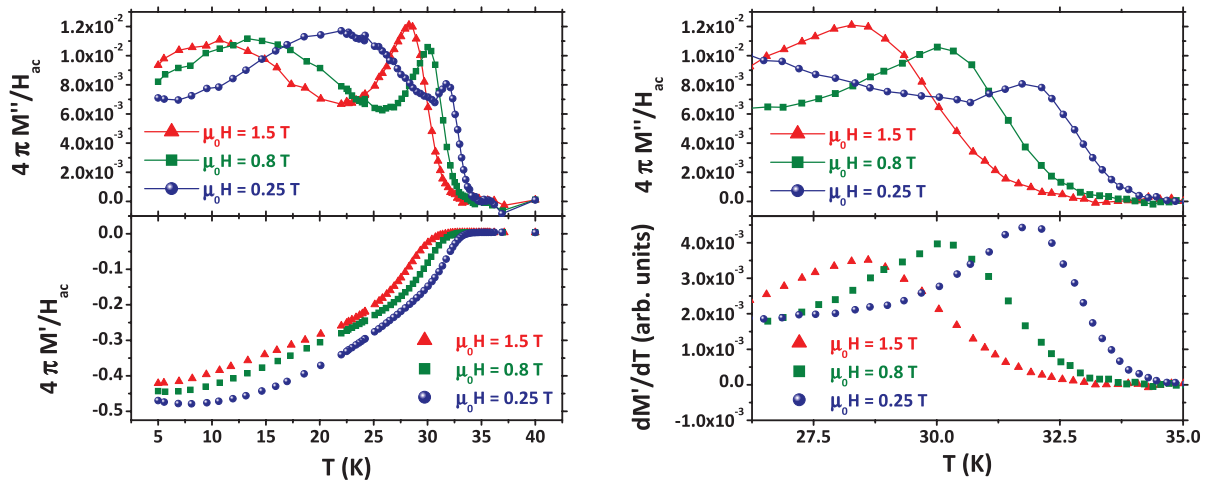 1.2x10⁻²
1.0x10⁻²
8.0x10⁻³
6.0x10⁻³
4.0x10⁻³
2.0x10⁻³
0.0
4 π M''/H_ac
μ₀H = 1.5 T
μ₀H = 0.8 T
μ₀H = 0.25 T
0.0
-0.1
-0.2
-0.3
-0.4
-0.5
4 π M'/H_ac
μ₀H = 1.5 T
μ₀H = 0.8 T
μ₀H = 0.25 T
5 10 15 20 25 30 35 40
T (K)
1.2x10⁻²
1.0x10⁻²
8.0x10⁻³
6.0x10⁻³
4.0x10⁻³
2.0x10⁻³
0.0
4 π M''/H_ac
μ₀H = 1.5 T
μ₀H = 0.8 T
μ₀H = 0.25 T
4.0x10⁻³
3.0x10⁻³
2.0x10⁻³
1.0x10⁻³
0.0
-1.0x10⁻³
dM'/dT (arb. units)
μ₀H = 1.5 T
μ₀H = 0.8 T
μ₀H = 0.25 T
27.5 30.0 32.5 35.0
T (K)